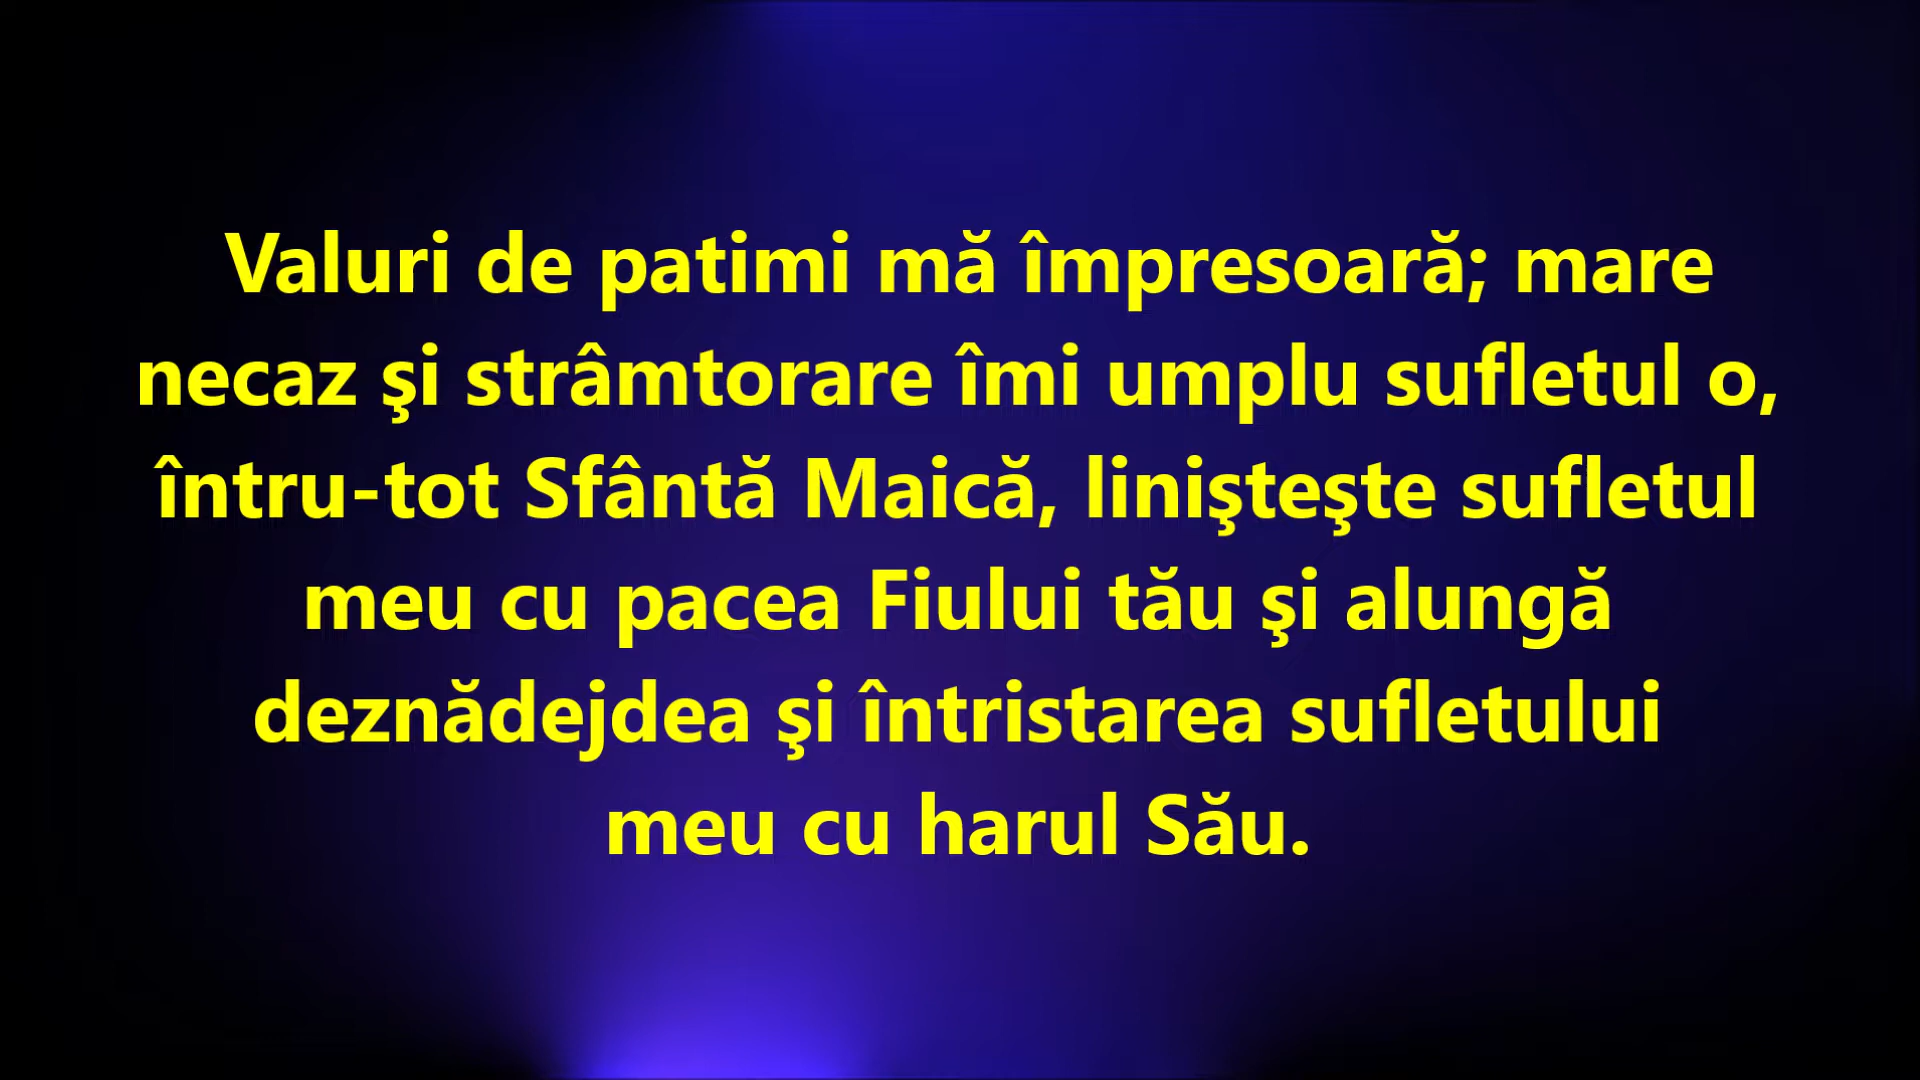 Valuri de patimi mă împresoară; mare
necaz şi strâmtorare îmi umplu sufletul o,
întru-tot Sfântă Maică, linişteşte sufletul
meu cu pacea Fiului tău şi alungă
deznădejdea şi întristarea sufletului
meu cu harul Său.